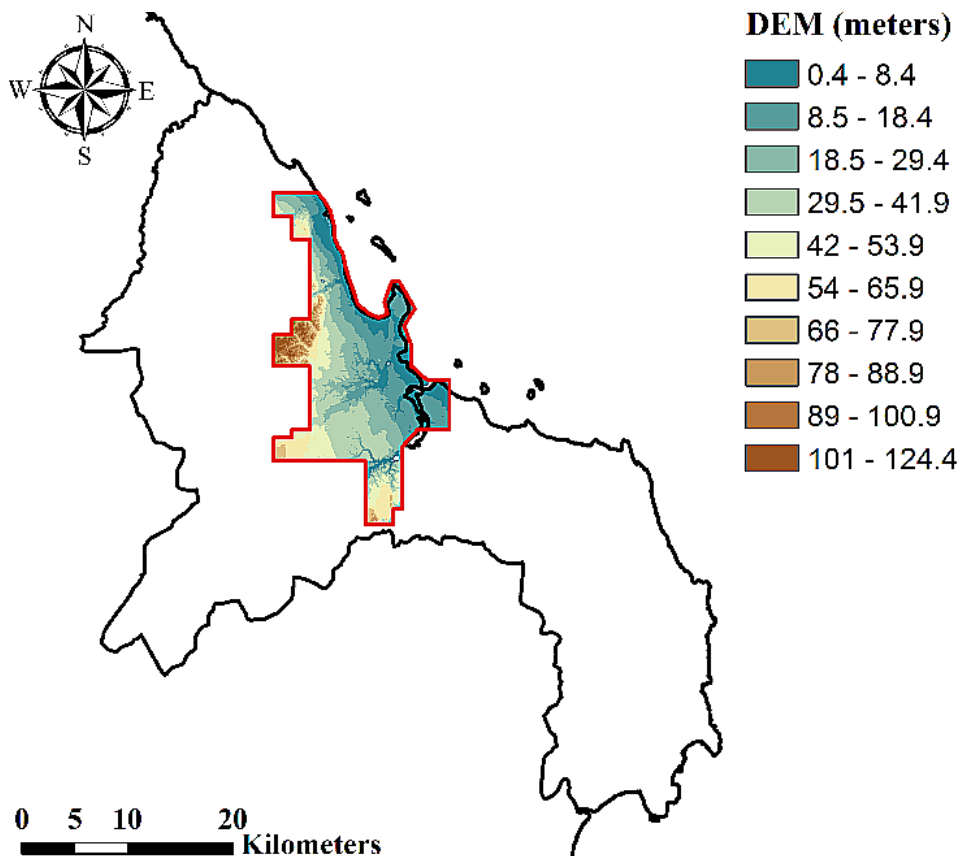 N
W E
S
DEM (meters)
0.4 - 8.4
8.5 - 18.4
18.5 - 29.4
29.5 - 41.9
42 - 53.9
54 - 65.9
66 - 77.9
78 - 88.9
89 - 100.9
101 - 124.4
0 5 10 20
Kilometers